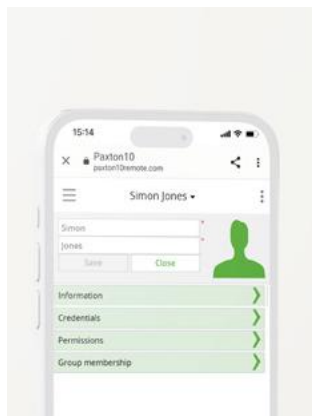 15:14
Paxton10
paxton10remote.com
Simon Jones
Simon *
Jones *
Save Close
Information
Credentials
Permissions
Group membership